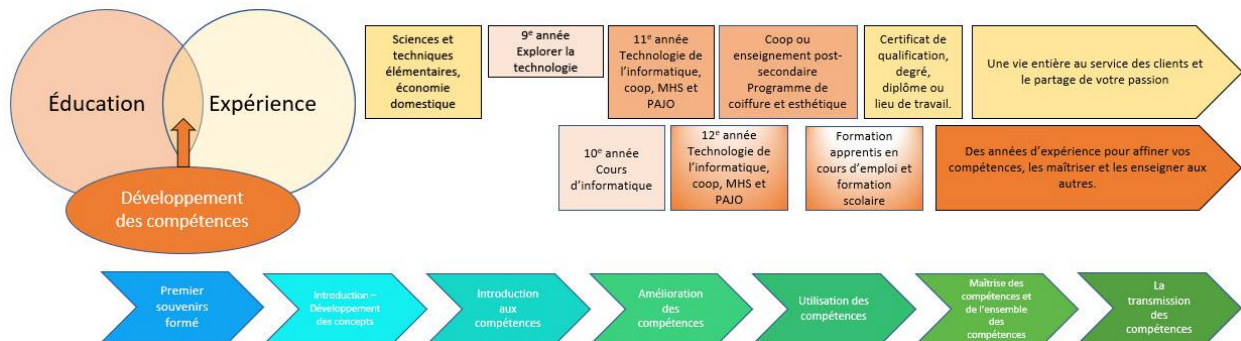 Éducation
Expérience
Développement
des compétences
Sciences et
techniques
élémentaires,
économie
domestique
9e année
Explorer la
technologie
11e année
Technologie de
l'informatique,
coop, MHS et
PAJO
Coop ou
enseignement post-
secondaire
Programme de
coiffure et esthétique
Certificat de
qualification,
degré,
diplôme ou
lieu de travail.
Une vie entière au service des clients et
le partage de votre passion
10e année
Cours
d'informatique
12e année
Technologie de
l'informatique,
coop, MHS et
PAJO
Formation
apprentis en
cours d'emploi et
formation
scolaire
Des années d'expérience pour affiner vos
compétences, les maîtriser et les enseigner aux
autres.
Premier
souvenirs
formé
Introduction –
Développement
des concepts
Introduction
aux
compétences
Amélioration
des
compétences
Utilisation des
compétences
Maîtrise des
compétences et
de l'ensemble
des
compétences
La
transmission
des
compétences